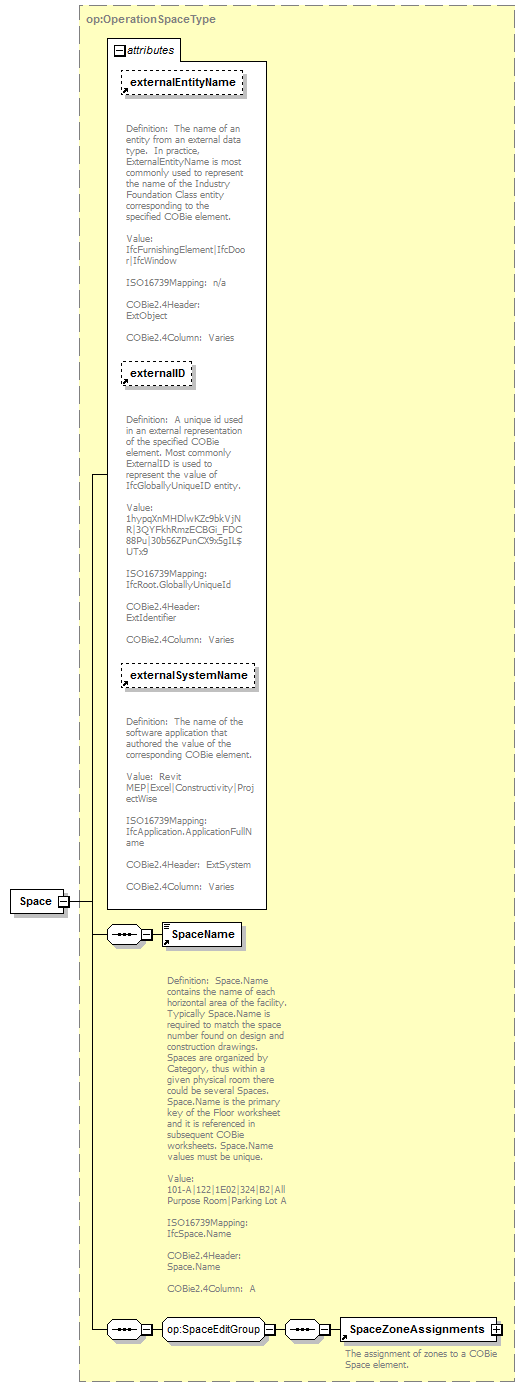 op:OperationSpaceType
attributes
externalEntityName
Definition:  The name of an
entity from an external data
type.  In practice,
ExternalEntityName is most
commonly used to represent
the name of the Industry
Foundation Class entity
corresponding to the
specified COBie element.
Value:
IfcFurnishingElement|IfcDoo
r|IfcWindow
ISO16739Mapping:  n/a
COBie2.4Header:
ExtObject
COBie2.4Column:  Varies
externalID
Definition:  A unique id used
in an external representation
of the specified COBie
element. Most commonly
ExternalID is used to
represent the value of
IfcGloballyUniqueID entity.
Value:
1hypqXnMHDlwKZc9bkVjN
R|3QYFkhRmzECBGi_FDC
88Pu|30b56ZPunCX9x5gIL$
UTx9
ISO16739Mapping:
IfcRoot.GloballyUniqueId
COBie2.4Header:
ExtIdentifier
COBie2.4Column:  Varies
externalSystemName
Definition:  The name of the
software application that
authored the value of the
corresponding COBie element.
Value:  Revit
MEP|Excel|Constructivity|Proj
ectWise
ISO16739Mapping:
IfcApplication.ApplicationFullN
ame
COBie2.4Header:  ExtSystem
COBie2.4Column:  Varies
Space
SpaceName
Definition:  Space.Name
contains the name of each
horizontal area of the facility.
Typically Space.Name is
required to match the space
number found on design and
construction drawings.
Spaces are organized by
Category, thus within a
given physical room there
could be several Spaces.
Space.Name is the primary
key of the Floor worksheet
and it is referenced in
subsequent COBie
worksheets. Space.Name
values must be unique.
Value:
101-A|122|1E02|324|B2|All
Purpose Room|Parking Lot A
ISO16739Mapping:
IfcSpace.Name
COBie2.4Header:
Space.Name
COBie2.4Column:  A
op:SpaceEditGroup
SpaceZoneAssignments
The assignment of zones to a COBie
Space element.